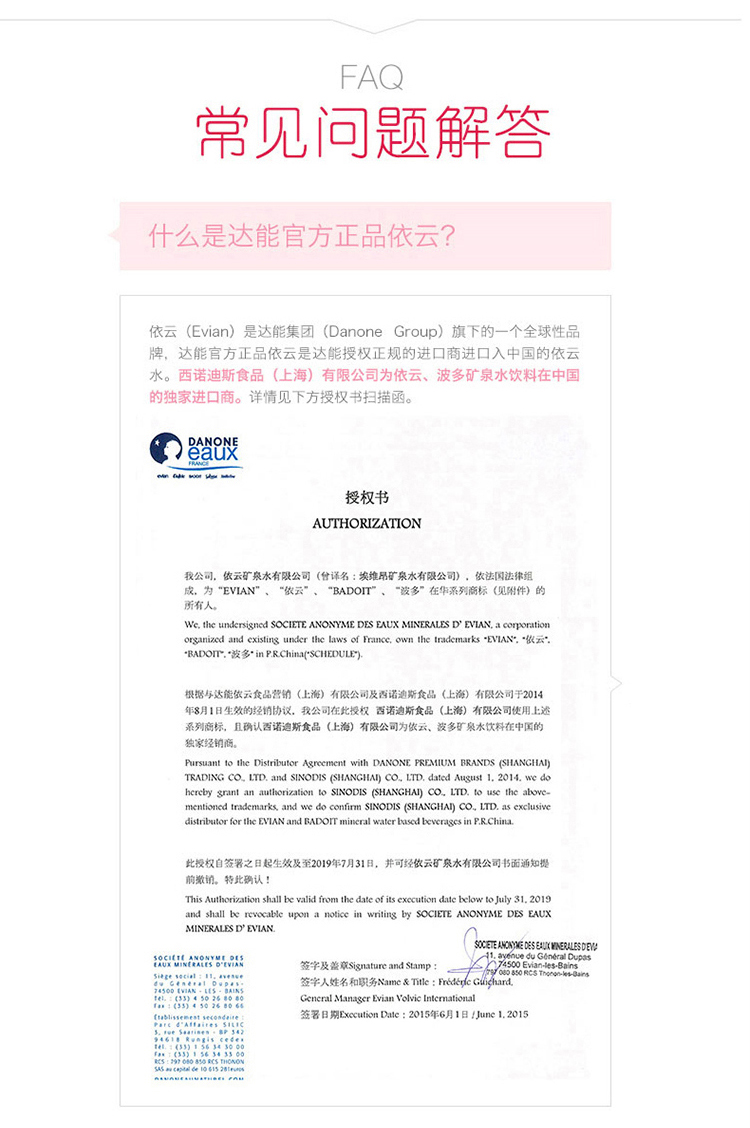 FAQ
常见问题解答
什么是达能官方正品依云？
依云（Evian）是达能集团（Danone Group）旗下的一个全球性品
牌，达能官方正品依云是达能授权正规的进口商进口入中国的依云
水。西诺迪斯食品（上海）有限公司为依云、波多矿泉水饮料在中国
的独家进口商。详情见下方授权书扫描函。
DANONE
eaux
FRANCE
授权书
AUTHORIZATION
我公司，依云矿泉水有限公司（曾译名：埃维昂矿泉水有限公司），依法国法律组
成，为“EVIAN”、“依云”、“BADOIT”、“波多”在华系列商标（见附件）的
所有人。
We, the undersigned SOCIETE ANONYME DES EAUX MINERALES D' EVIAN, a corporation
organized and existing under the laws of France, own the trademarks "EVIAN", "依云",
"BADOIT", "波多" in P.R.China("SCHEDULE").
根据与达能依云食品营销（上海）有限公司及西诺迪斯食品（上海）有限公司于2014
年8月1日生效的经销协议，我公司在此授权 西诺迪斯食品（上海）有限公司使用上述
系列商标，且确认西诺迪斯食品（上海）有限公司为依云、波多矿泉水饮料在中国的
独家经销商。
Pursuant to the Distributor Agreement with DANONE PREMIUM BRANDS (SHANGHAI)
TRADING CO., LTD. and SINODIS (SHANGHAI) CO., LTD. dated August 1, 2014, we do
hereby grant an authorization to SINODIS (SHANGHAI) CO., LTD. to use the above-
mentioned trademarks, and we do confirm SINODIS (SHANGHAI) CO., LTD. as exclusive
distributor for the EVIAN and BADOIT mineral water based beverages in P.R.China.
此授权自签署之日起生效及至2019年7月31日，并可经依云矿泉水有限公司书面通知提
前撤销。特此确认！
This Authorization shall be valid from the date of its execution date below to July 31, 2019
and shall be revocable upon a notice in writing by SOCIETE ANONYME DES EAUX
MINERALES D' EVIAN.
SOCIETE ANONYME DES EAUX MINERALES D'EVIA
11, avenue du Général Dupas
74500 Evian-les-Bains
797 080 850 RCS Thonon-les-Bains
签字及盖章Signature and Stamp：
签字人姓名和职务Name & Title：Frédéric Guichard,
General Manager Evian Volvic International
签署日期Execution Date：2015年6月1日 / June 1, 2015
SOCIÉTÉ ANONYME DES
EAUX MINÉRALES D'EVIAN
Siège social : 11, avenue
du Général Dupas-
74500 EVIAN - LES - BAINS
Tél. : (33) 4 50 26 80 80
Fax : (33) 4 50 26 80 66
Établissement secondaire :
Parc d'Affaires SILIC
5, rue Saarinen - BP 342
94618 Rungis cedex
Tél. : (33) 1 56 34 50 00
Fax : (33) 1 56 34 33 00
RCS : 797 080 850 RCS THONON
SAS au capital de 10 615 281euros
DANONEAUNATUREL.COM